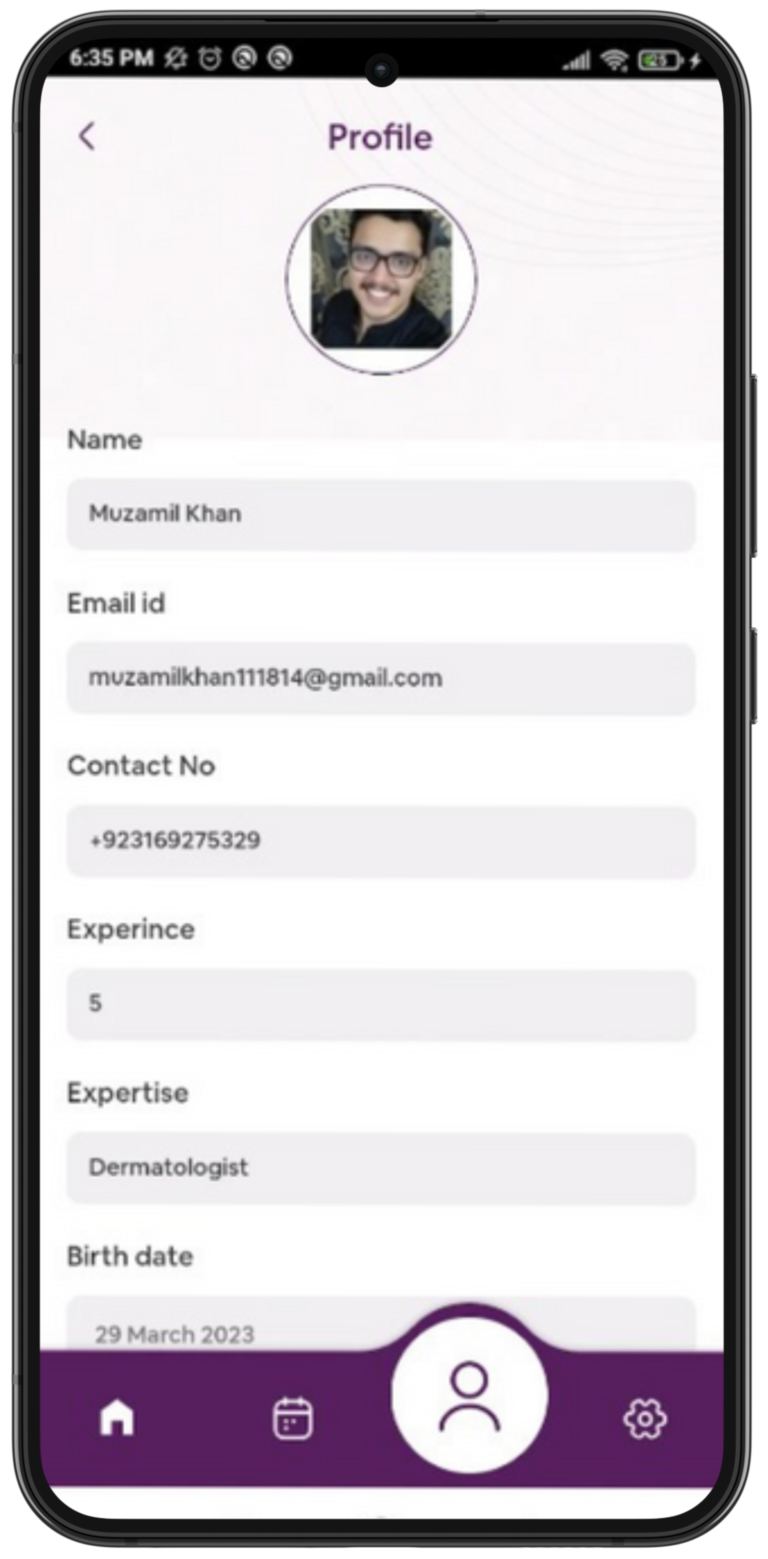 6:35 PM
25
Profile
Name
Muzamil Khan
Email id
muzamilkhan111814@gmail.com
Contact No
+923169275329
Experince
5
Expertise
Dermatologist
Birth date
29 March 2023